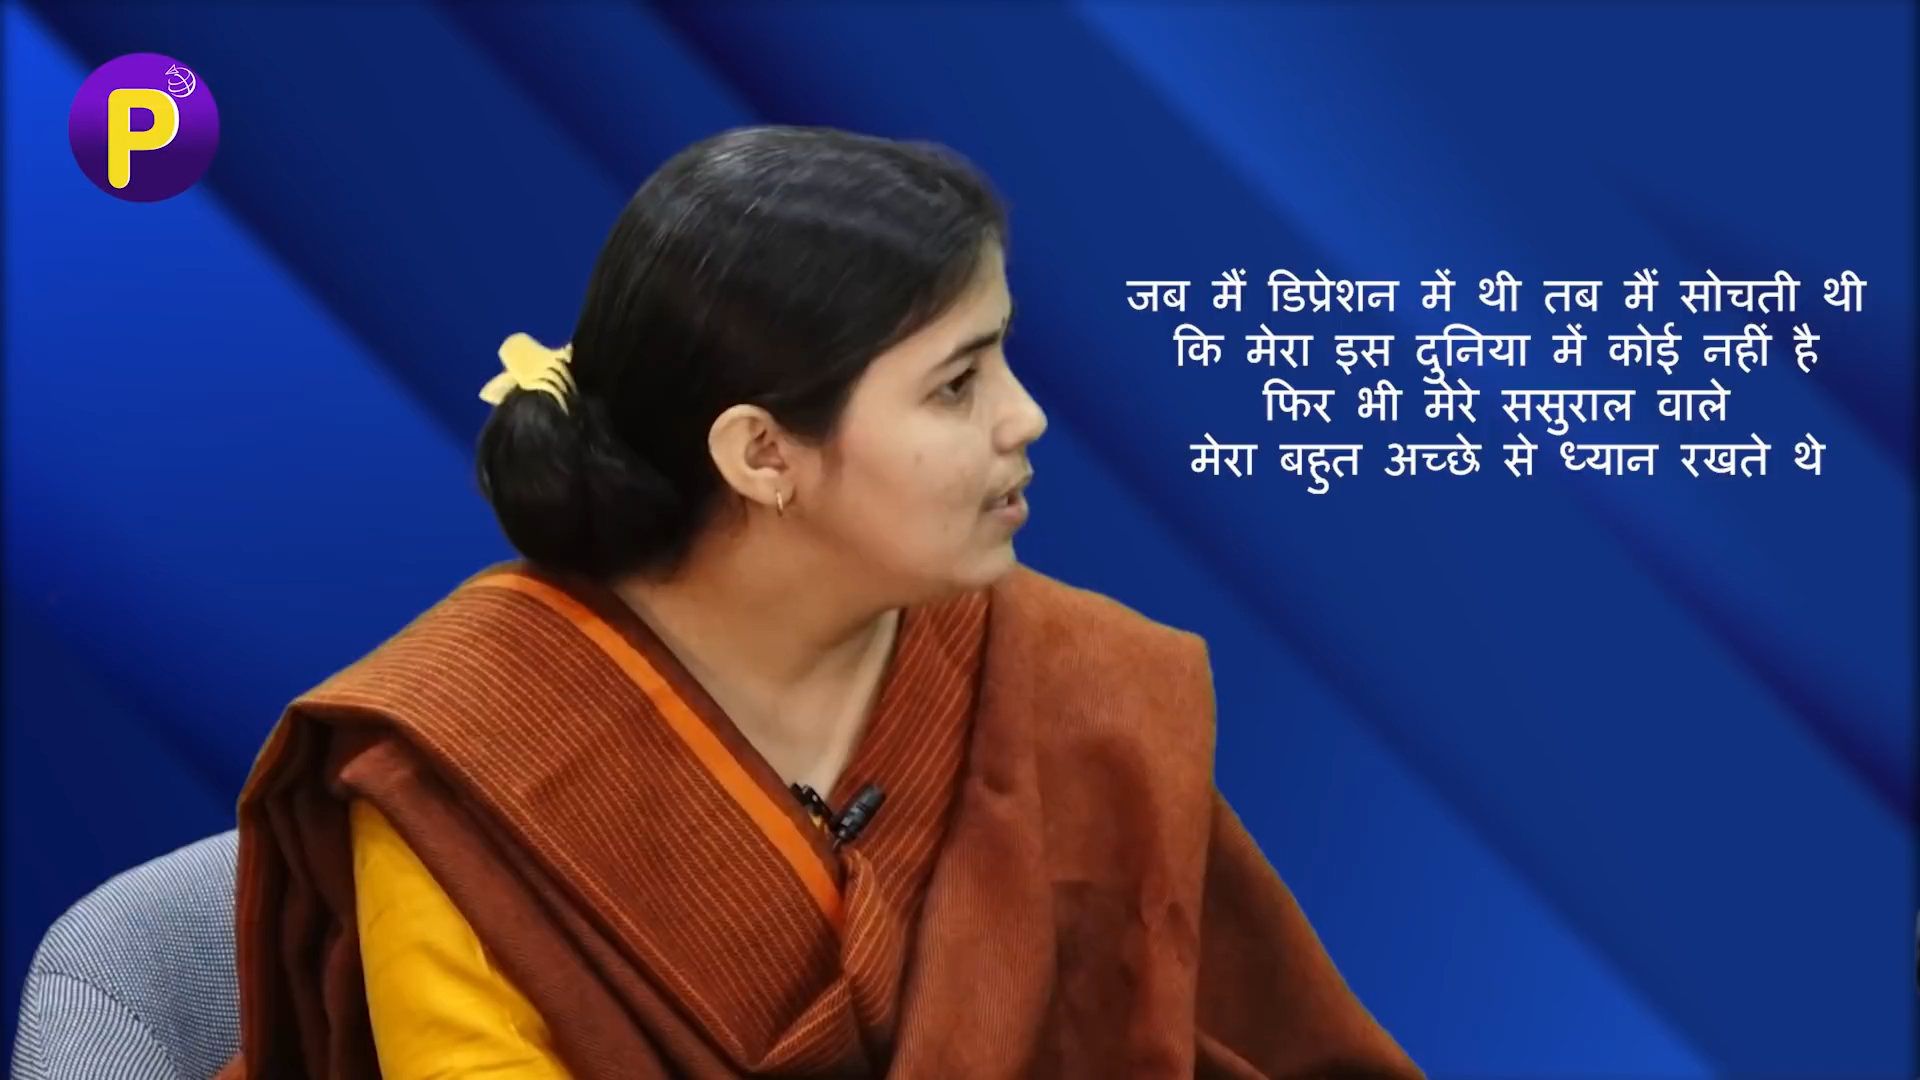 P
जब मैं डिप्रेशन में थी तब मैं सोचती थी
कि मेरा इस दुनिया में कोई नहीं है
फिर भी मेरे ससुराल वाले
मेरा बहुत अच्छे से ध्यान रखते थे